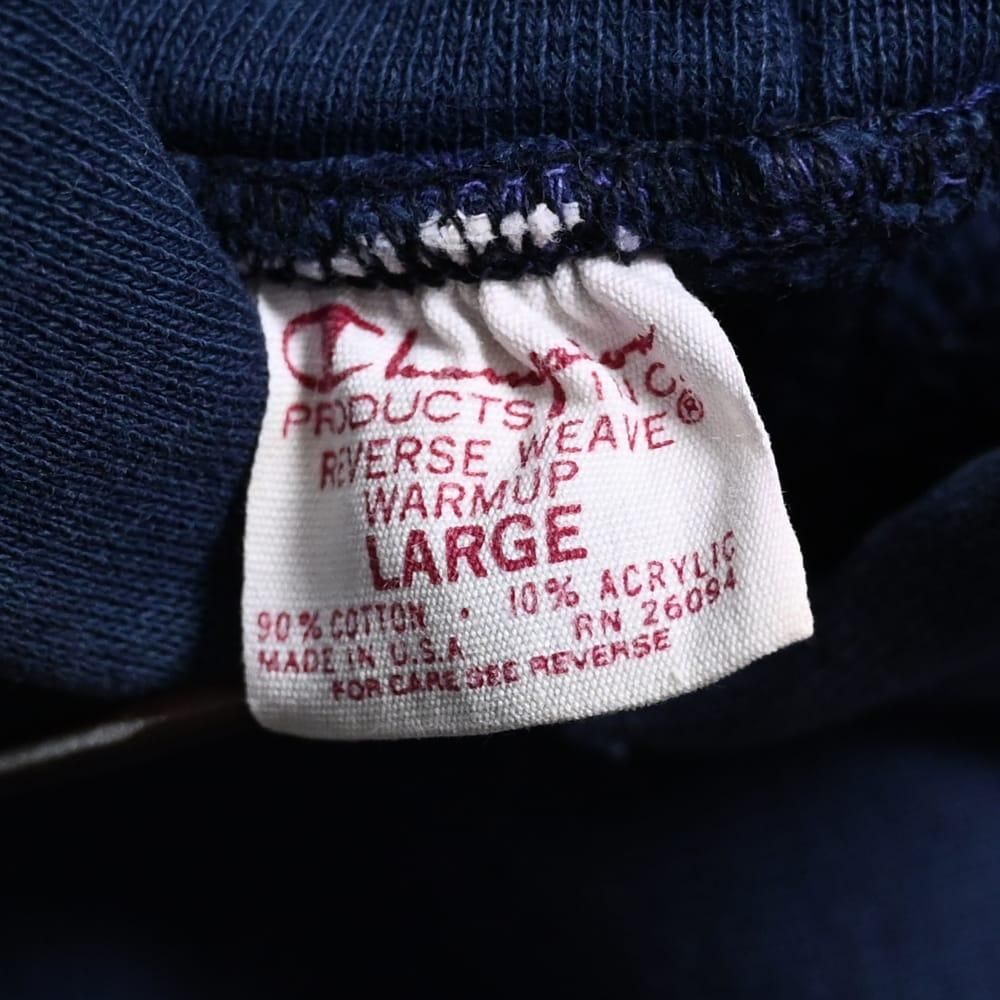 Champion
PRODUCTS, INC.®
REVERSE WEAVE
WARMUP
LARGE
90% COTTON • 10% ACRYLIC
MADE IN U.S.A. RN 26094
FOR CARE SEE REVERSE